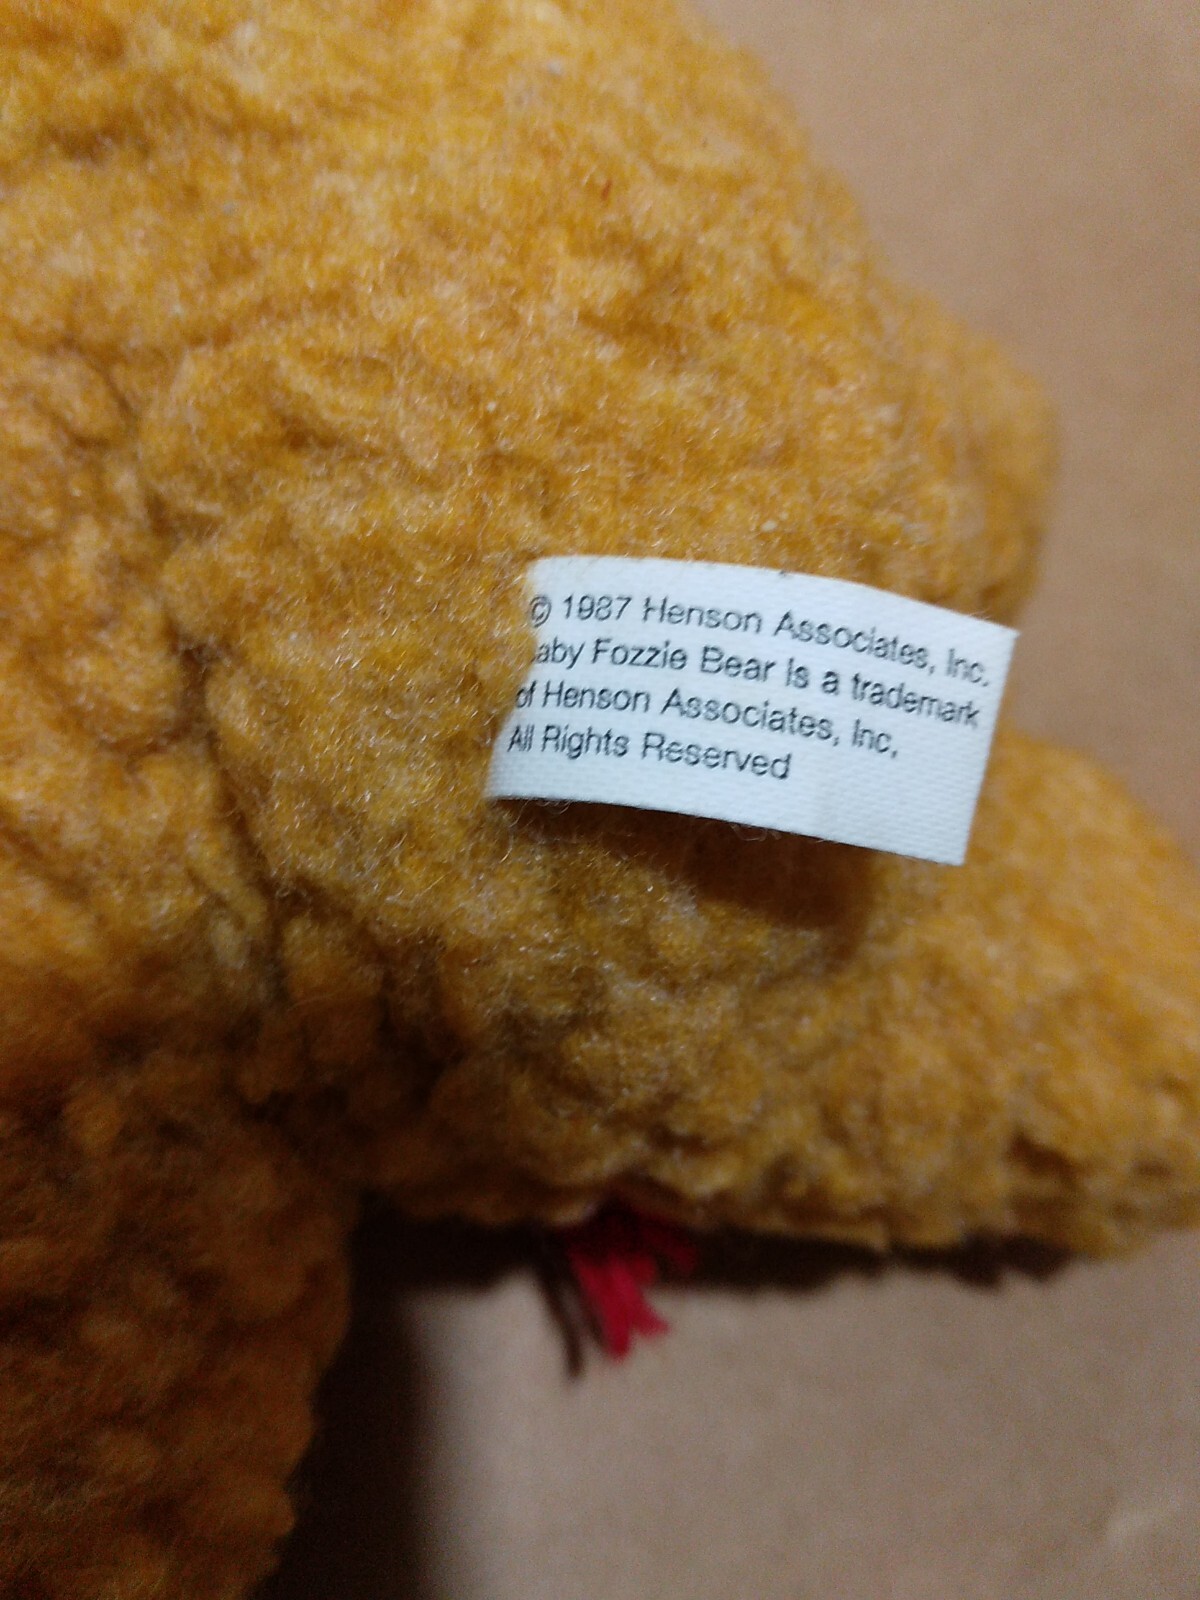 © 1987 Henson Associates, Inc.
aby Fozzie Bear is a trademark
of Henson Associates, Inc.
All Rights Reserved